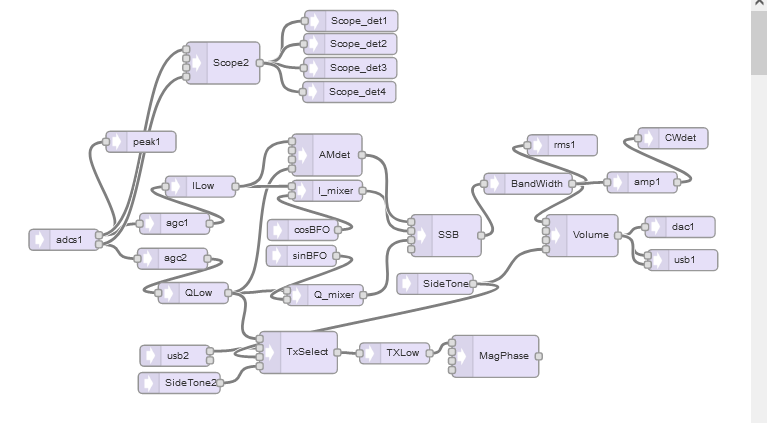 Scope_det1
Scope_det2
Scope2
Scope_det3
Scope_det4
peak1
rms1
CWdet
AMdet
ILow
I_mixer
BandWidth
amp1
agc1
cosBFO
adcs1
SSB
Volume
dac1
agc2
sinBFO
usb1
QLow
Q_mixer
SideTone
TxSelect
TXLow
MagPhase
usb2
SideTone2